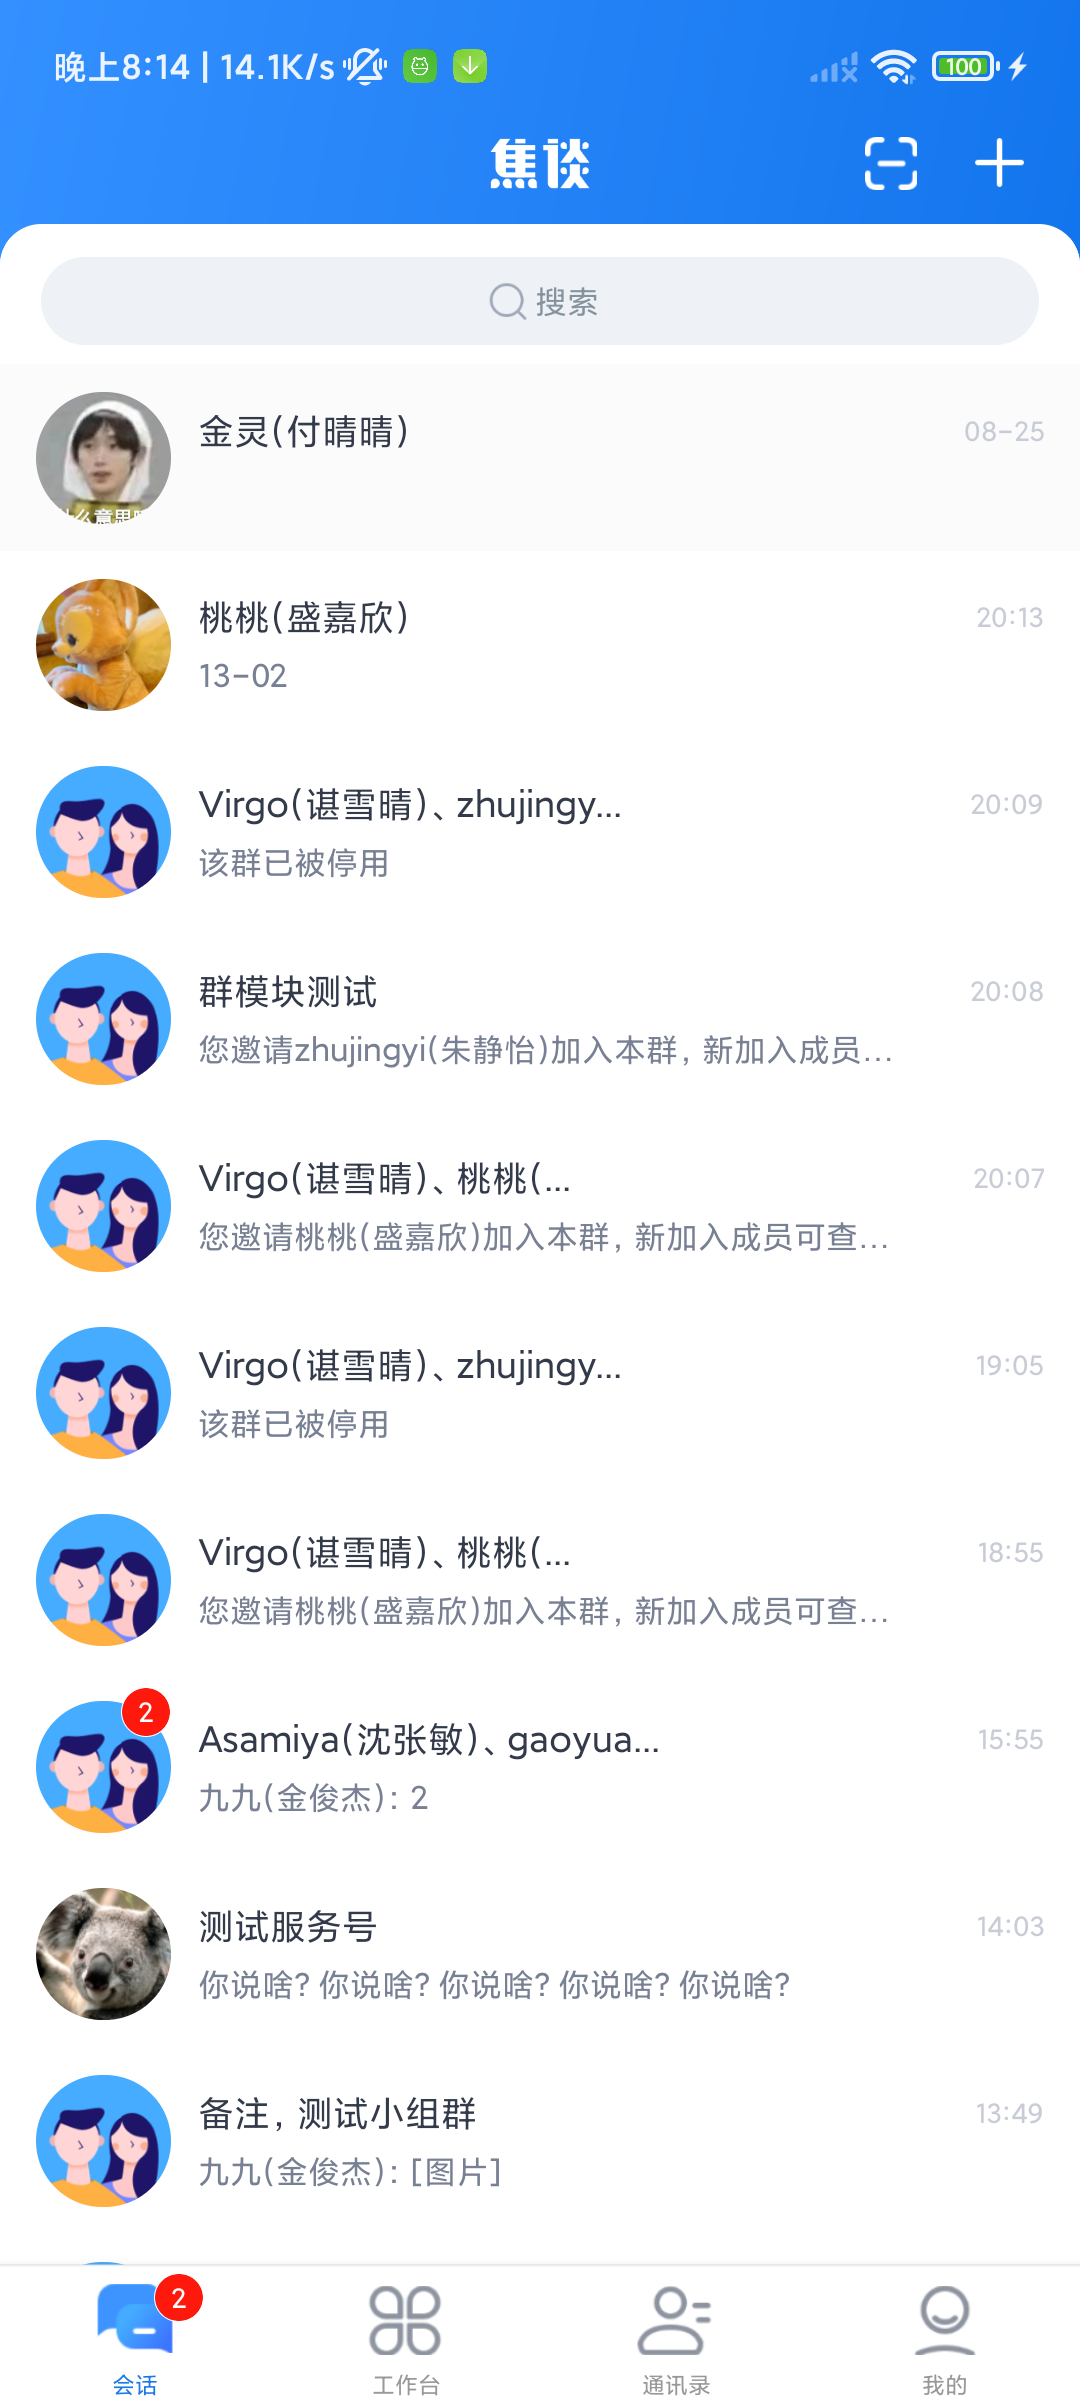 晚上8:14 | 14.1K/s
100
焦谈
搜索
金灵(付晴晴)
08-25
桃桃(盛嘉欣)
20:13
13-02
Virgo(谌雪晴)、zhujingy...
20:09
该群已被停用
群模块测试
20:08
您邀请zhujingyi(朱静怡)加入本群, 新加入成员...
Virgo(谌雪晴)、桃桃(...
20:07
您邀请桃桃(盛嘉欣)加入本群, 新加入成员可查...
Virgo(谌雪晴)、zhujingy...
19:05
该群已被停用
Virgo(谌雪晴)、桃桃(...
18:55
您邀请桃桃(盛嘉欣)加入本群, 新加入成员可查...
2
Asamiya(沈张敏)、gaoyua...
15:55
九九(金俊杰): 2
测试服务号
14:03
你说啥? 你说啥? 你说啥? 你说啥? 你说啥?
备注, 测试小组群
13:49
九九(金俊杰): [图片]
2
会话
工作台
通讯录
我的